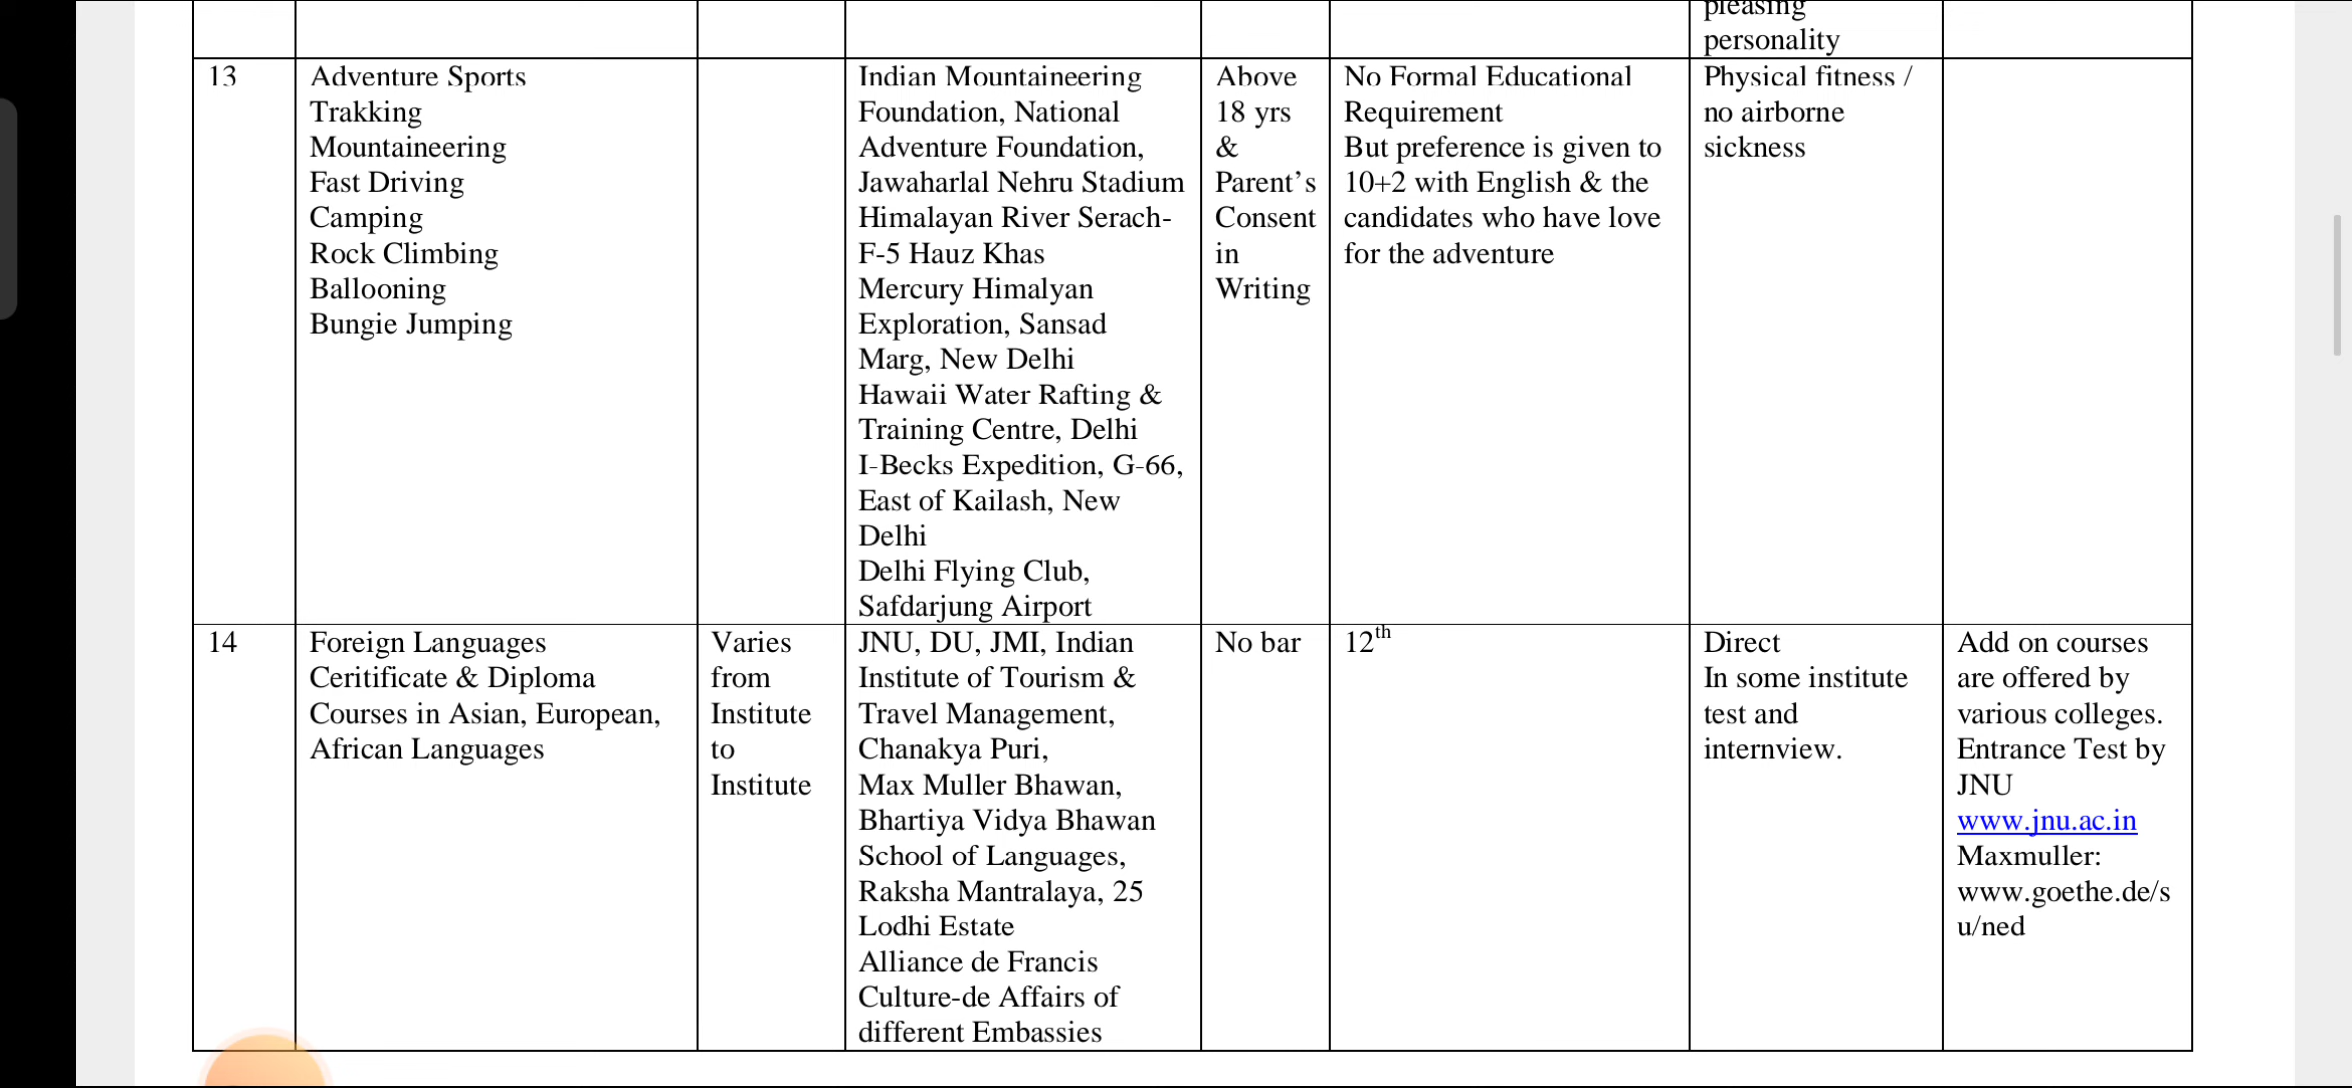 pleasing
personality
13
Adventure Sports
Trakking
Mountaineering
Fast Driving
Camping
Rock Climbing
Ballooning
Bungie Jumping
Indian Mountaineering
Foundation, National
Adventure Foundation,
Jawaharlal Nehru Stadium
Himalayan River Serach-
F-5 Hauz Khas
Mercury Himalyan
Exploration, Sansad
Marg, New Delhi
Hawaii Water Rafting &
Training Centre, Delhi
I-Becks Expedition, G-66,
East of Kailash, New
Delhi
Delhi Flying Club,
Safdarjung Airport
Above
18 yrs
&
Parent’s
Consent
in
Writing
No Formal Educational
Requirement
But preference is given to
10+2 with English & the
candidates who have love
for the adventure
Physical fitness /
no airborne
sickness
14
Foreign Languages
Ceritificate & Diploma
Courses in Asian, European,
African Languages
Varies
from
Institute
to
Institute
JNU, DU, JMI, Indian
Institute of Tourism &
Travel Management,
Chanakya Puri,
Max Muller Bhawan,
Bhartiya Vidya Bhawan
School of Languages,
Raksha Mantralaya, 25
Lodhi Estate
Alliance de Francis
Culture-de Affairs of
different Embassies
No bar
12th
Direct
In some institute
test and
internview.
Add on courses
are offered by
various colleges.
Entrance Test by
JNU
www.jnu.ac.in
Maxmuller:
www.goethe.de/s
u/ned